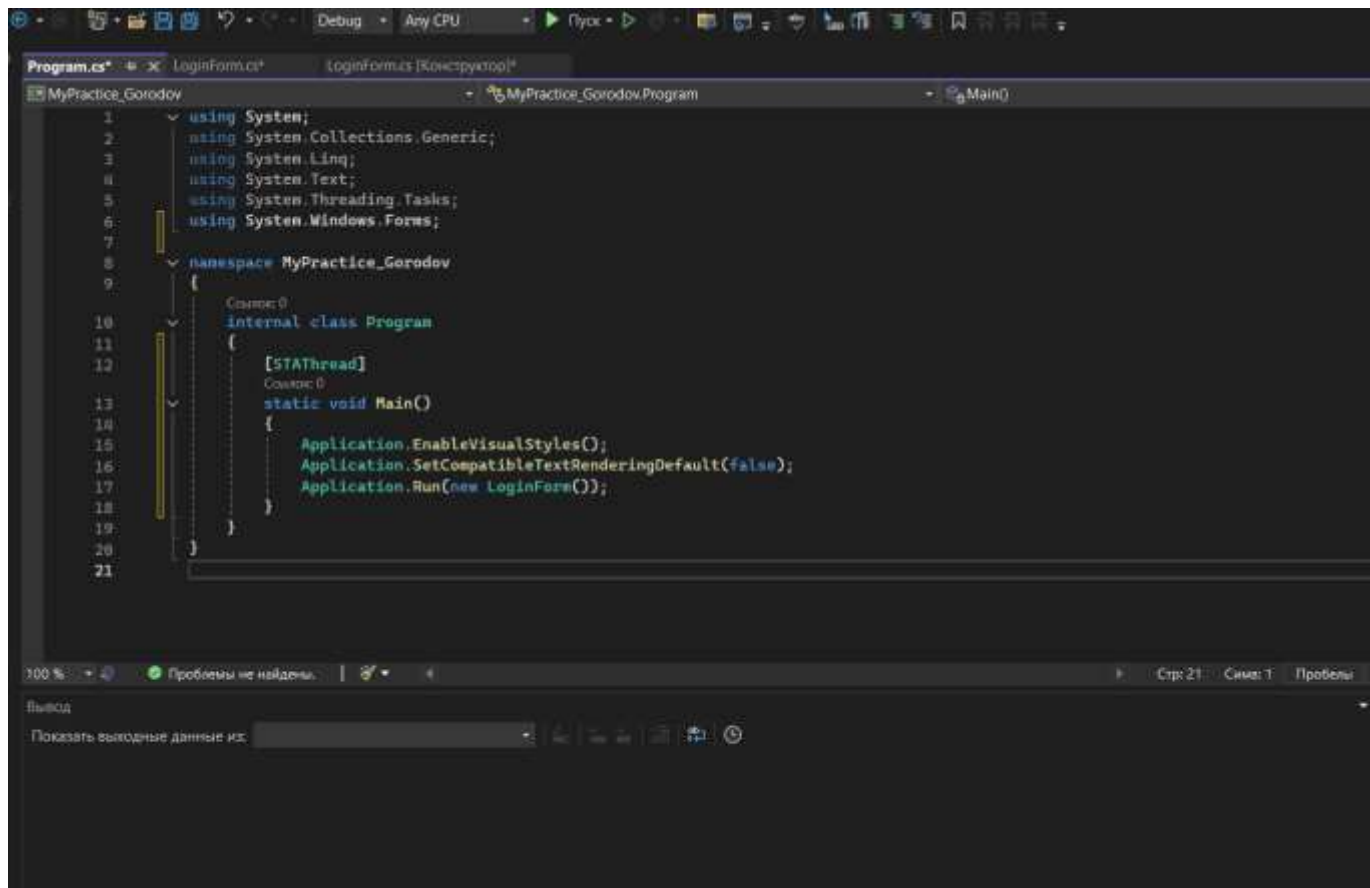 Debug Any CPU Пуск
Program.cs* LoginForm.cs* LoginForm.cs [Конструктор]*
MyPractice_Gorodov MyPractice_Gorodov.Program Main()
1 using System;
2 using System.Collections.Generic;
3 using System.Linq;
4 using System.Text;
5 using System.Threading.Tasks;
6 using System.Windows.Forms;
7
8 namespace MyPractice_Gorodov
9 {
Ссылок: 0
10 internal class Program
11 {
12 [STAThread]
Ссылок: 0
13 static void Main()
14 {
15 Application.EnableVisualStyles();
16 Application.SetCompatibleTextRenderingDefault(false);
17 Application.Run(new LoginForm());
18 }
19 }
20 }
21
100 % Проблемы не найдены. Стр: 21 Симв: 1 Пробелы
Вывод
Показать выходные данные из: